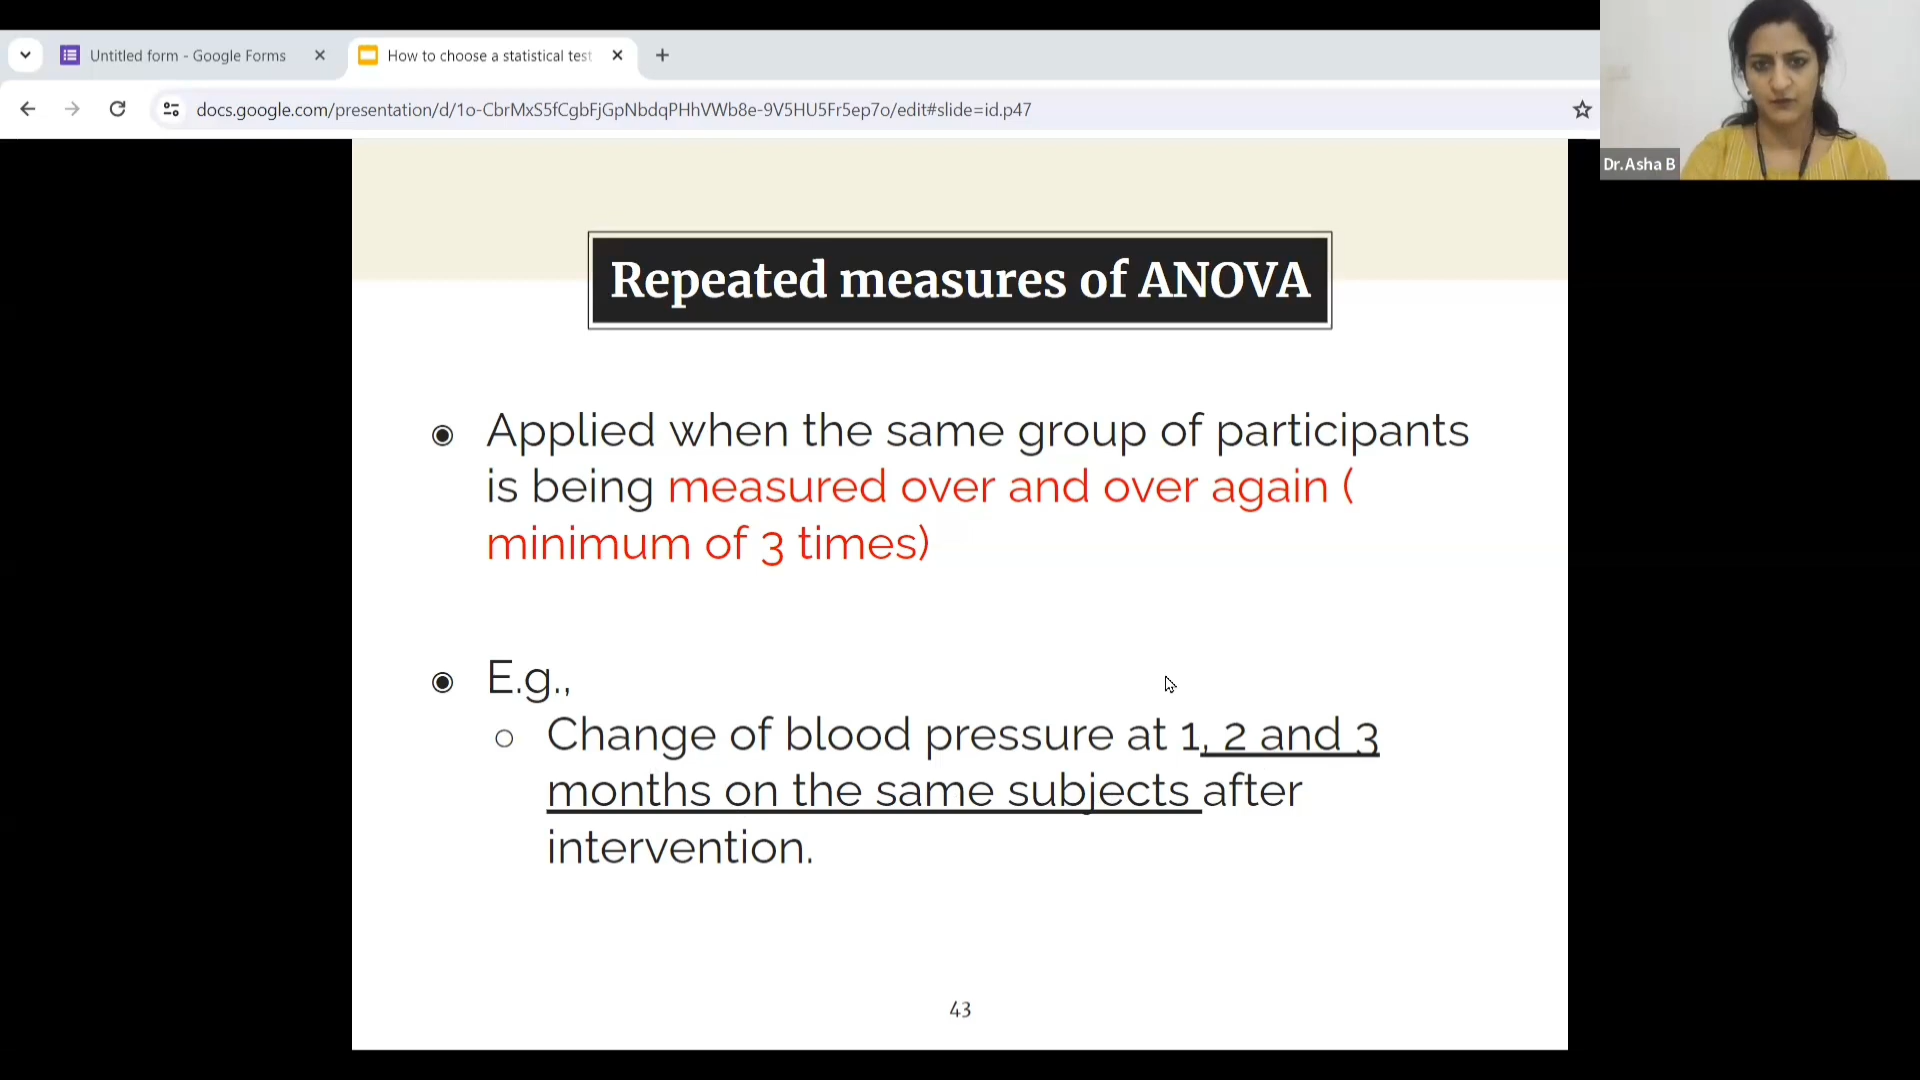 Untitled form - Google Forms
How to choose a statistical test
docs.google.com/presentation/d/1o-CbrMxS5fCgbFjGpNbdqPHhVWb8e-9V5HU5Fr5ep7o/edit#slide=id.p47
Dr.Asha B
Repeated measures of ANOVA
Applied when the same group of participants
is being measured over and over again (
minimum of 3 times)
E.g.,
Change of blood pressure at 1, 2 and 3
months on the same subjects after
intervention.
43